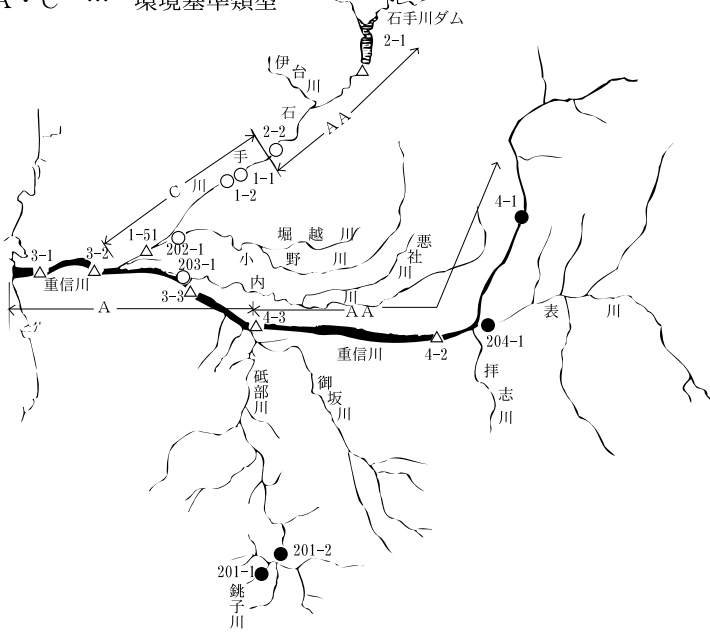 A・C … 環境基準類型
石手川ダム
2-1
伊台川
石手川
AA
2-2
1-1
1-2
C
4-1
1-51
202-1
堀越川
小野川
悪社川
3-1
3-2
203-1
内川
重信川
3-3
A
AA
4-3
204-1
表川
重信川
4-2
拝志川
砥部川
御坂川
201-2
201-1
銚子川